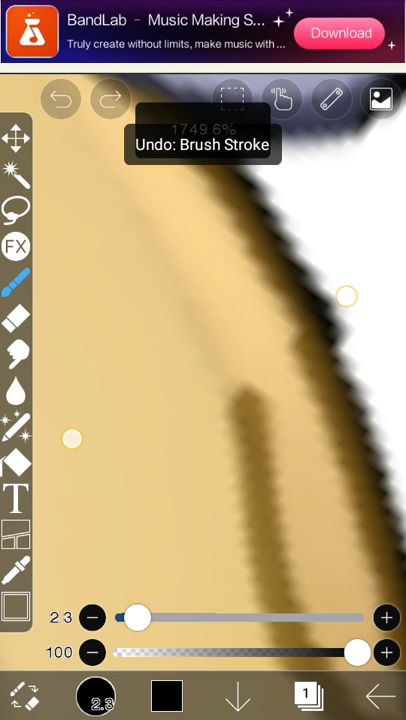 BandLab - Music Making S...
Truly create without limits, make music with ...
Download
1749.6%
Undo: Brush Stroke
FX
T
2.3
100
2.3
1